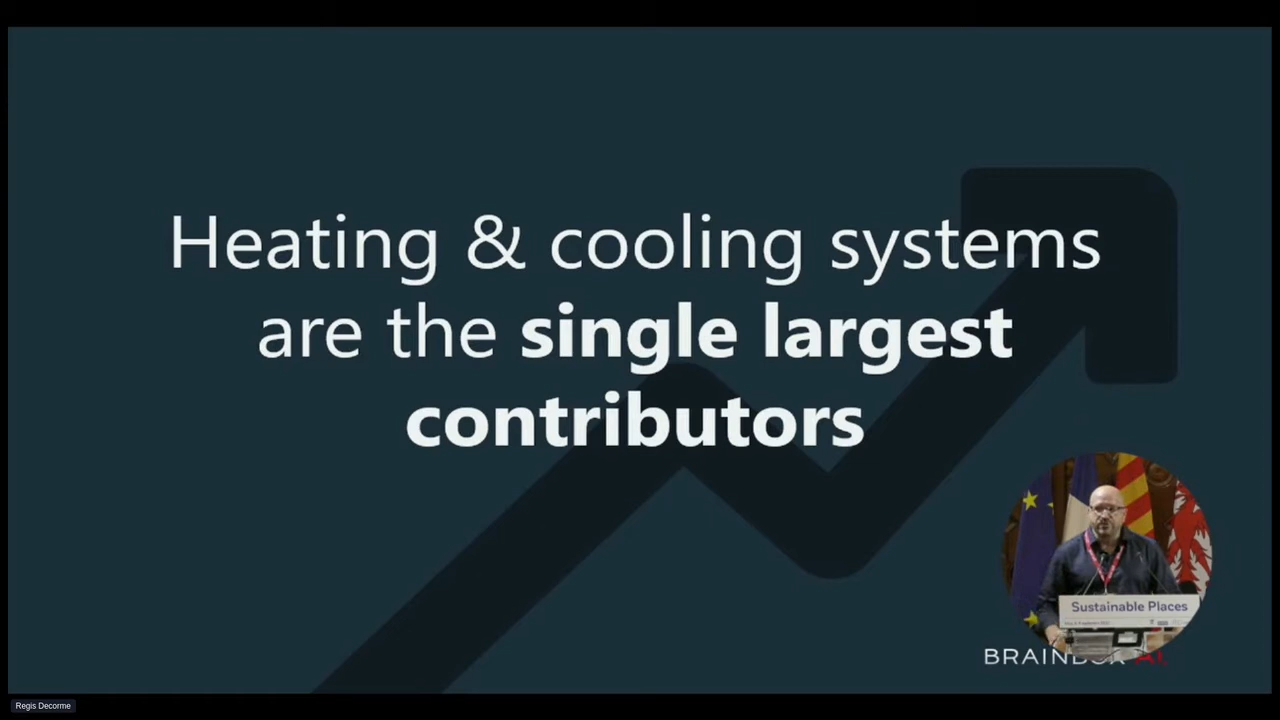 Heating & cooling systems
are the single largest
contributors
Sustainable Places
BRAINBOX AI
Regis Decorme